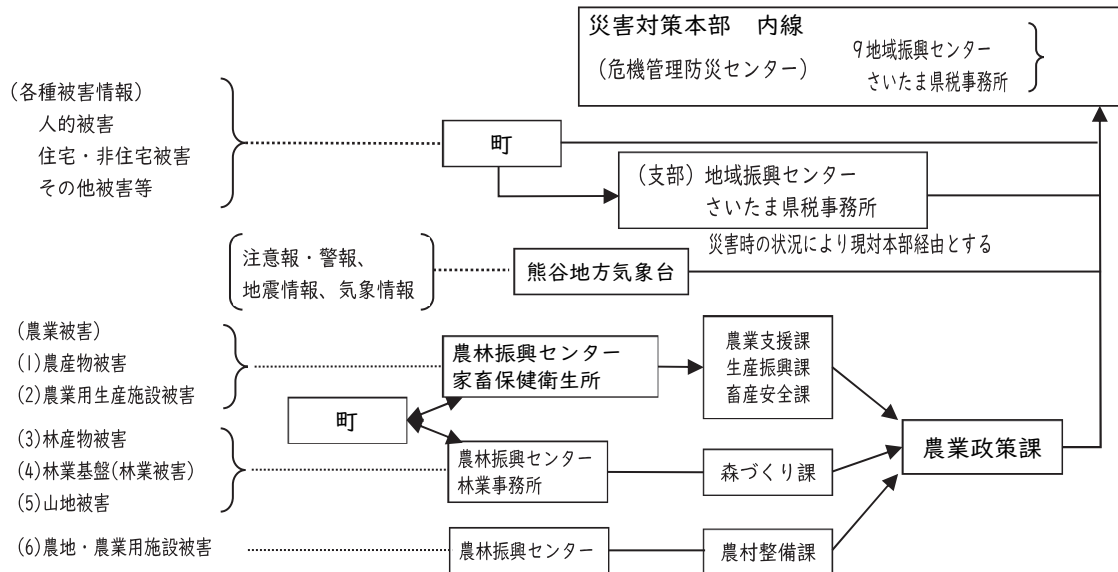 災害対策本部　内線
（危機管理防災センター）
9地域振興センター
さいたま県税事務所
（各種被害情報）
人的被害
住宅・非住宅被害
その他被害等
町
（支部）地域振興センター
さいたま県税事務所
災害時の状況により現対本部経由とする
注意報・警報、
地震情報、気象情報
熊谷地方気象台
（農業被害）
(1)農産物被害
(2)農業用生産施設被害
農林振興センター
家畜保健衛生所
農業支援課
生産振興課
畜産安全課
町
(3)林産物被害
(4)林業基盤(林業被害)
(5)山地被害
農林振興センター
林業事務所
森づくり課
農業政策課
(6)農地・農業用施設被害
農林振興センター
農村整備課